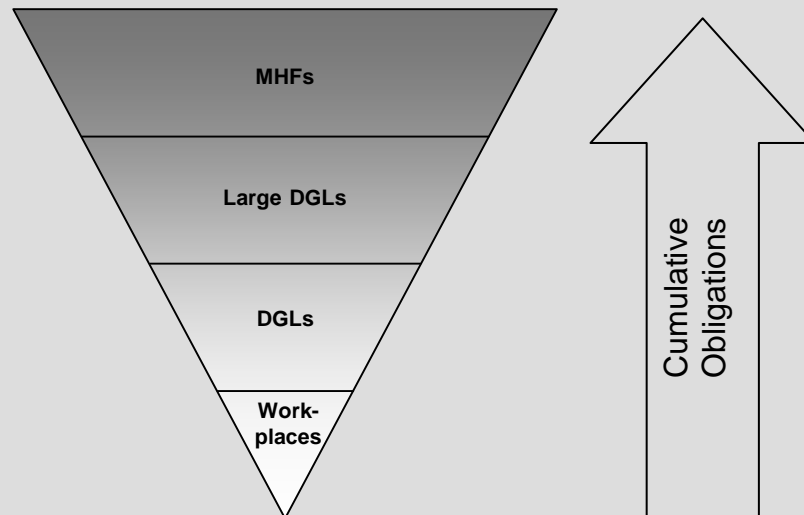 MHFs
Large DGLs
DGLs
Work-
places
Cumulative
Obligations